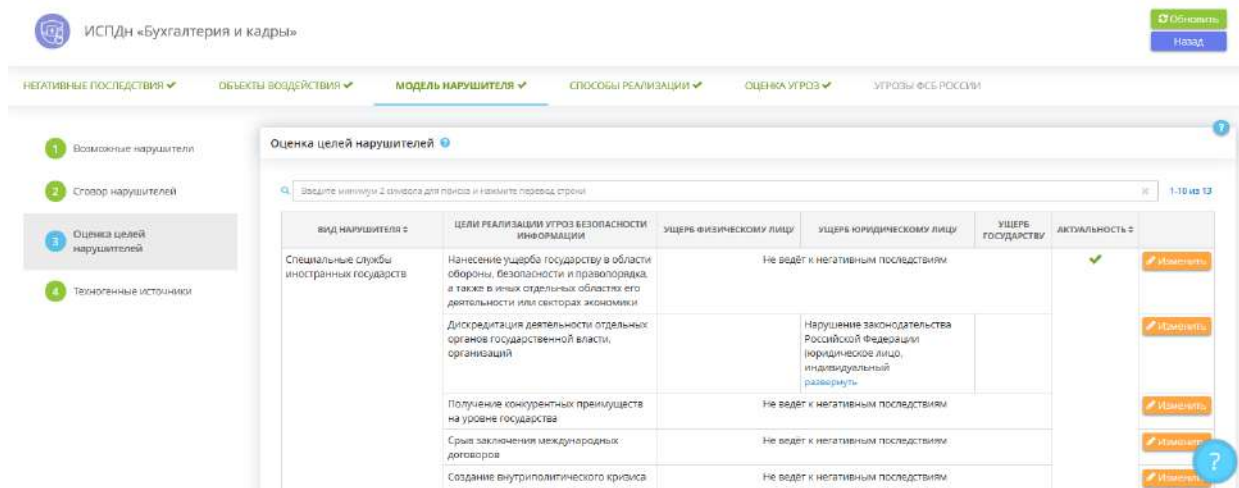 ИСПДн «Бухгалтерия и кадры»
Обновить
Назад
НЕГАТИВНЫЕ ПОСЛЕДСТВИЯ ОБЪЕКТЫ ВОЗДЕЙСТВИЯ МОДЕЛЬ НАРУШИТЕЛЯ СПОСОБЫ РЕАЛИЗАЦИИ ОЦЕНКА УГРОЗ УГРОЗЫ ФСБ РОССИИ
1 Возможные нарушители
2 Сговор нарушителей
3 Оценка целей
нарушителей
4 Техногенные источники
Оценка целей нарушителей ?
?
Введите минимум 2 символа для поиска и нажмите перевод строки
1-10 из 13
ВИД НАРУШИТЕЛЯ
ЦЕЛИ РЕАЛИЗАЦИИ УГРОЗ БЕЗОПАСНОСТИ
ИНФОРМАЦИИ
УЩЕРБ ФИЗИЧЕСКОМУ ЛИЦУ
УЩЕРБ ЮРИДИЧЕСКОМУ ЛИЦУ
УЩЕРБ
ГОСУДАРСТВУ
АКТУАЛЬНОСТЬ
Специальные службы
иностранных государств
Нанесение ущерба государству в области
обороны, безопасности и правопорядка,
а также в иных отдельных областях его
деятельности или секторах экономики
Не ведёт к негативным последствиям
Изменить
Дискредитация деятельности отдельных
органов государственной власти,
организаций
Нарушение законодательства
Российской Федерации
(юридическое лицо,
индивидуальный
развернуть
Изменить
Получение конкурентных преимуществ
на уровне государства
Не ведёт к негативным последствиям
Изменить
Срыв заключения международных
договоров
Не ведёт к негативным последствиям
Изменить
Создание внутриполитического кризиса
Не ведёт к негативным последствиям
Изменить
?